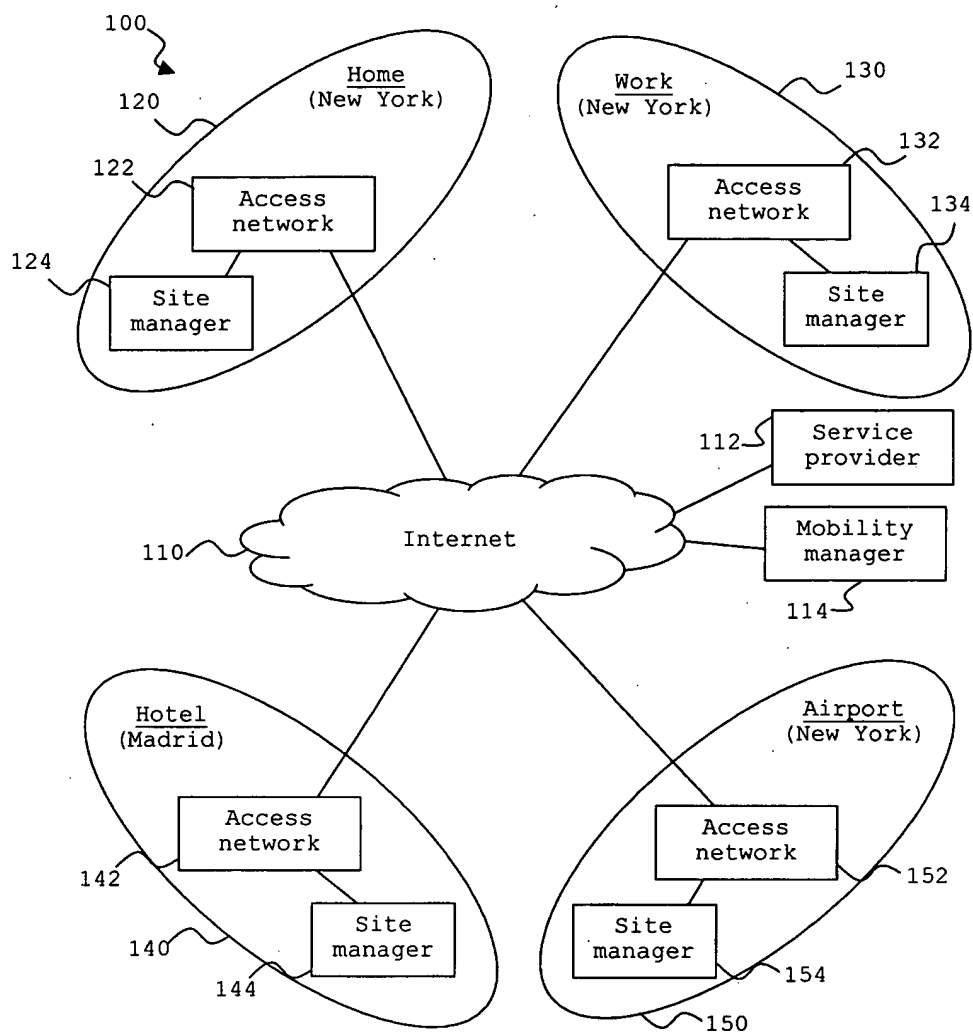 100
Home
(New York)
120
122
Access
network
124
Site
manager
Work
(New York)
130
132
Access
network
134
Site
manager
112
Service
provider
110
Internet
Mobility
manager
114
Hotel
(Madrid)
Access
network
142
Site
manager
140
144
Airport
(New York)
Access
network
152
Site
manager
154
150